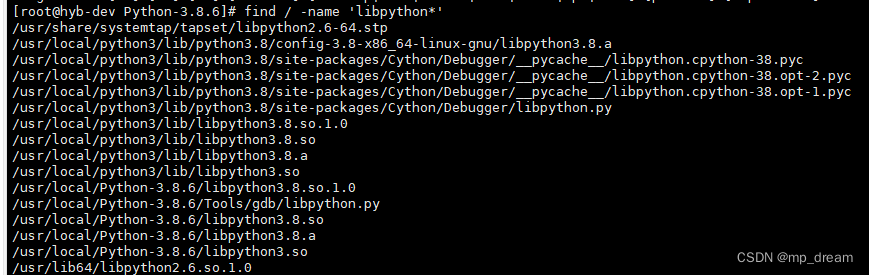 [root@hyb-dev Python-3.8.6]# find / -name 'libpython*'
/usr/share/systemtap/tapset/libpython2.6-64.stp
/usr/local/python3/lib/python3.8/config-3.8-x86_64-linux-gnu/libpython3.8.a
/usr/local/python3/lib/python3.8/site-packages/Cython/Debugger/__pycache__/libpython.cpython-38.pyc
/usr/local/python3/lib/python3.8/site-packages/Cython/Debugger/__pycache__/libpython.cpython-38.opt-2.pyc
/usr/local/python3/lib/python3.8/site-packages/Cython/Debugger/__pycache__/libpython.cpython-38.opt-1.pyc
/usr/local/python3/lib/python3.8/site-packages/Cython/Debugger/libpython.py
/usr/local/python3/lib/libpython3.8.so.1.0
/usr/local/python3/lib/libpython3.8.so
/usr/local/python3/lib/libpython3.8.a
/usr/local/python3/lib/libpython3.so
/usr/local/Python-3.8.6/libpython3.8.so.1.0
/usr/local/Python-3.8.6/Tools/gdb/libpython.py
/usr/local/Python-3.8.6/libpython3.8.so
/usr/local/Python-3.8.6/libpython3.8.a
/usr/local/Python-3.8.6/libpython3.so
/usr/lib64/libpython2.6.so.1.0
CSDN @mp_dream